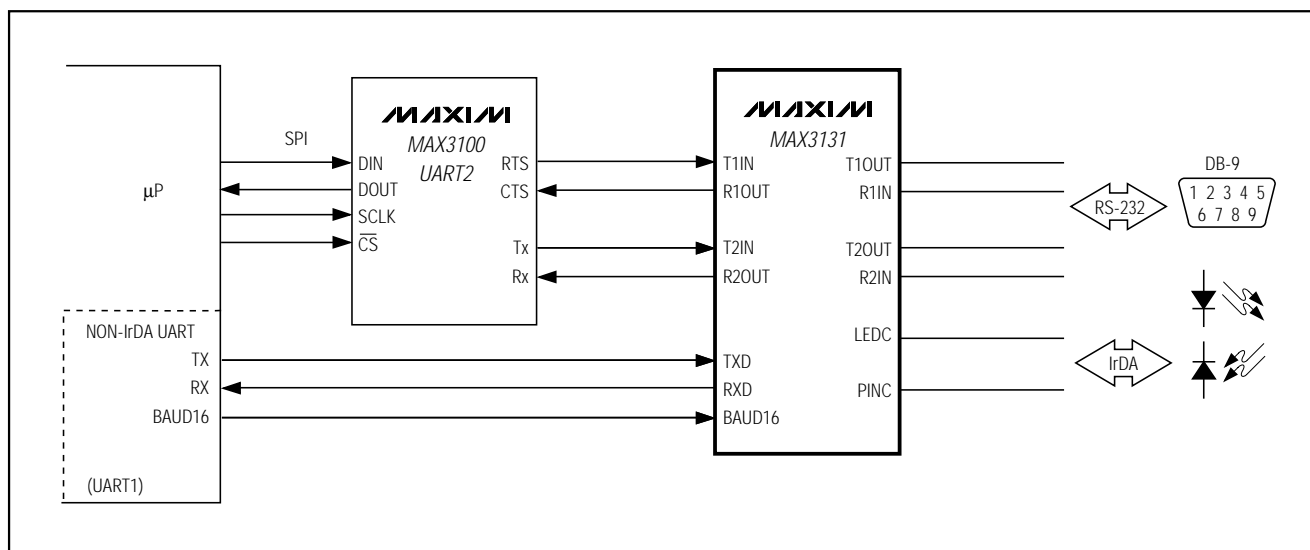 µP
SPI
MAXIM
MAX3100
UART2
DIN
DOUT
SCLK
CS
RTS
CTS
Tx
Rx
MAXIM
MAX3131
T1IN
R1OUT
T2IN
R2OUT
TXD
RXD
BAUD16
T1OUT
R1IN
T2OUT
R2IN
LEDC
PINC
RS-232
DB-9
1 2 3 4 5
6 7 8 9
IrDA
NON-IrDA UART
TX
RX
BAUD16
(UART1)